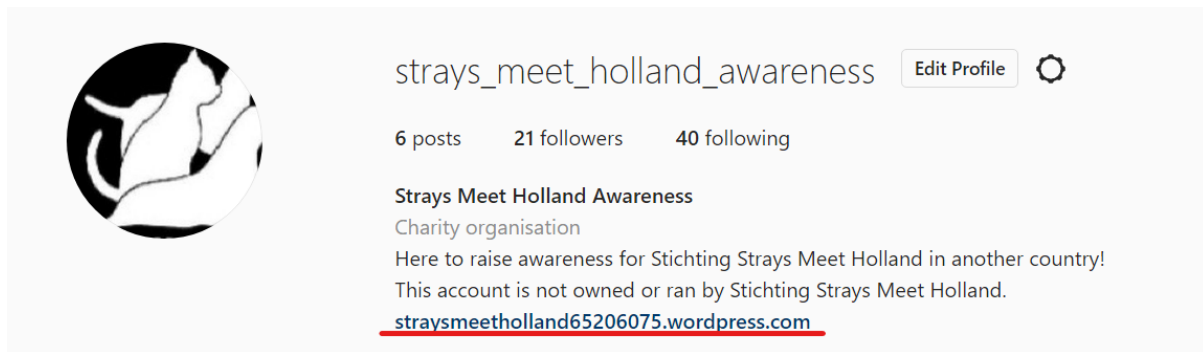 strays_meet_holland_awareness Edit Profile
6 posts 21 followers 40 following
Strays Meet Holland Awareness
Charity organisation
Here to raise awareness for Stichting Strays Meet Holland in another country!
This account is not owned or ran by Stichting Strays Meet Holland.
straysmeetholland65206075.wordpress.com